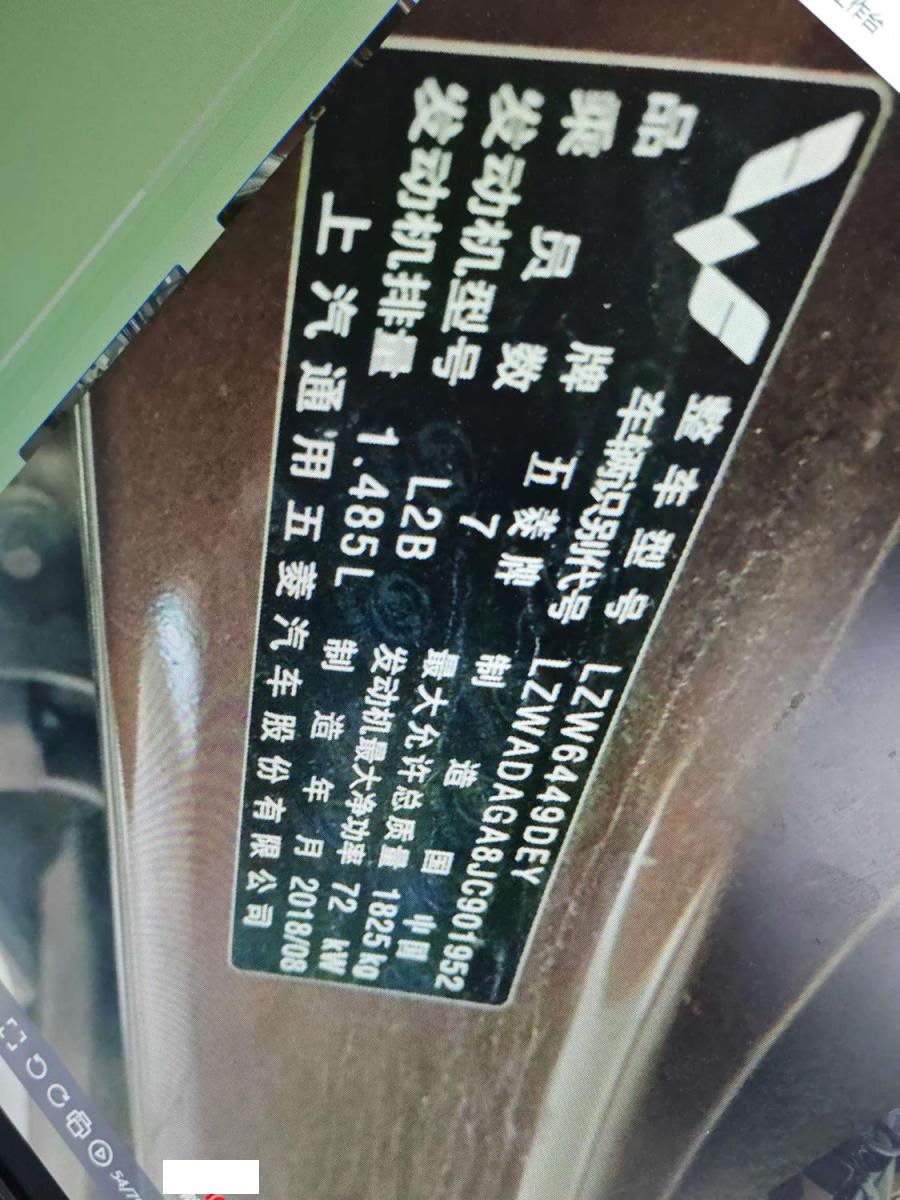 整车型号 LZW6449DEY
车辆识别代号 LZWADAGA8JC901952
品牌 五菱牌 制造国 中国
乘员数 7 最大允许总质量 1825kg
发动机型号 L2B 发动机最大净功率 72 kW
发动机排量 1.485L 制造年月 2018/08
上汽通用五菱汽车股份有限公司
工作台